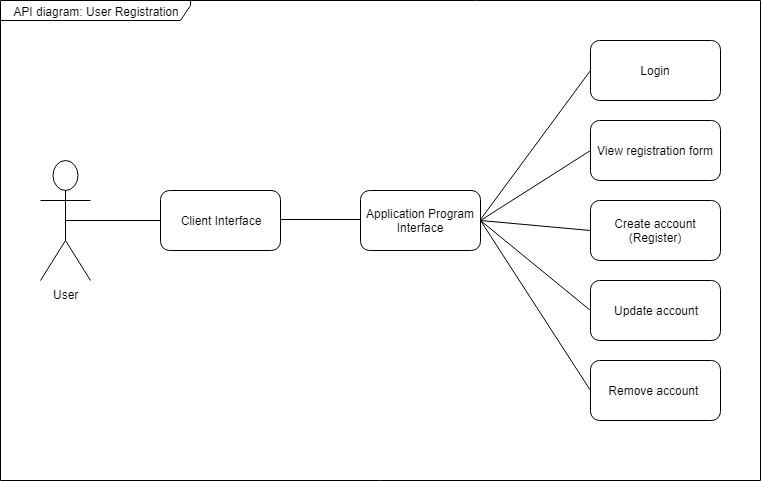 API diagram: User Registration
Login
View registration form
Create account
(Register)
Update account
Remove account
Application Program
Interface
Client Interface
User